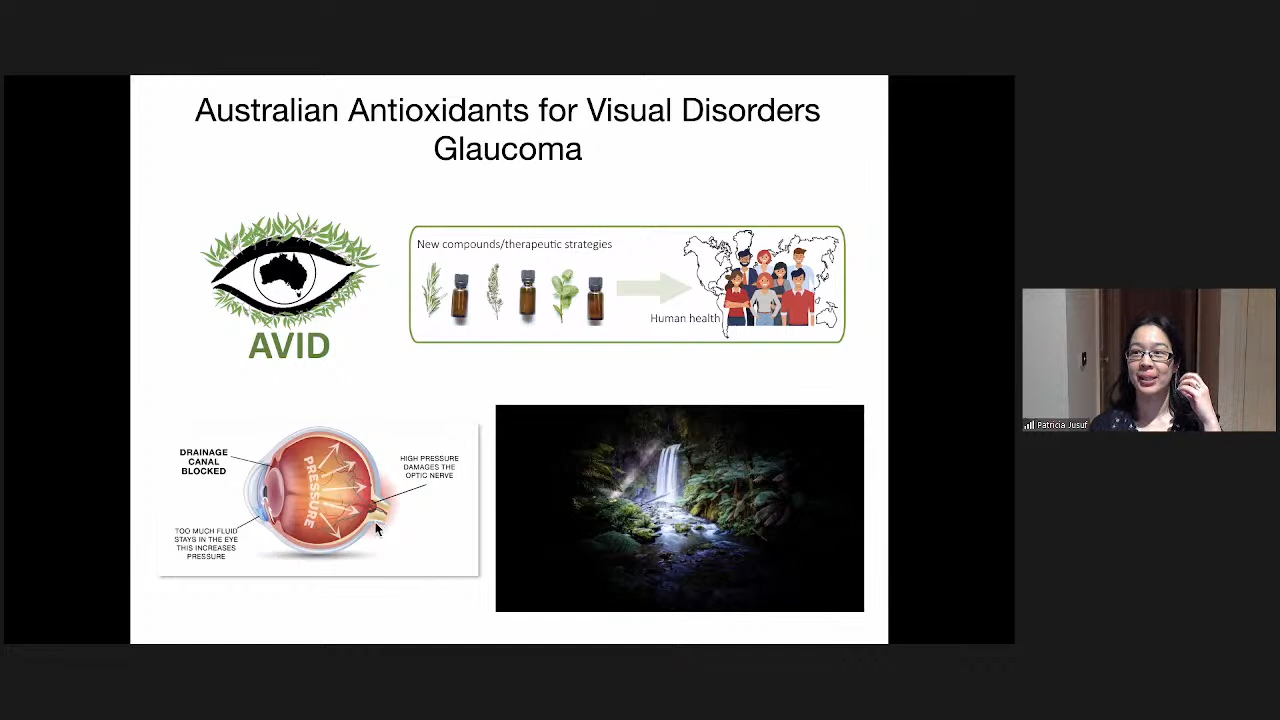 Australian Antioxidants for Visual Disorders
Glaucoma
AVID
New compounds/therapeutic strategies
Human health
DRAINAGE
CANAL
BLOCKED
PRESSURE
HIGH PRESSURE
DAMAGES THE
OPTIC NERVE
TOO MUCH FLUID
STAYS IN THE EYE
THIS INCREASES
PRESSURE
Patricia Jusuf